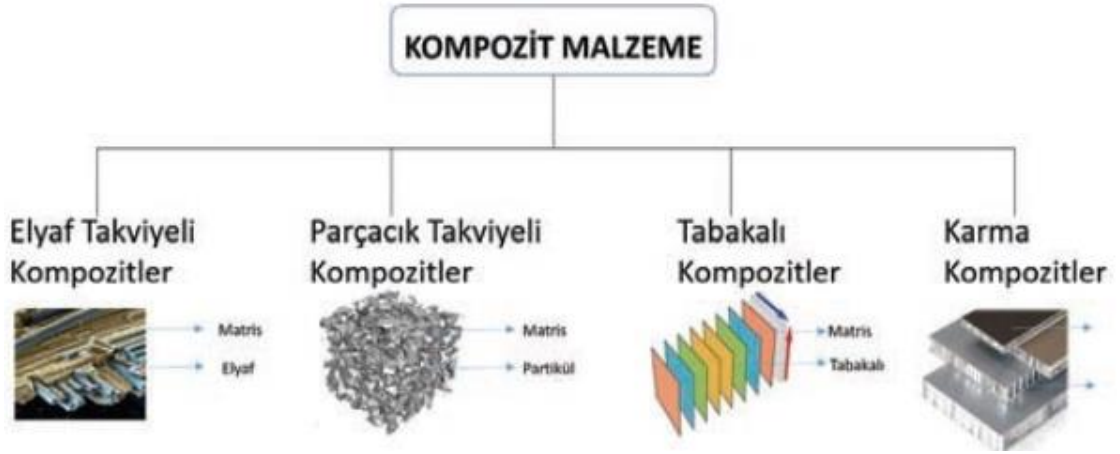 KOMPOZİT MALZEME
Elyaf Takviyeli
Kompozitler
Parçacık Takviyeli
Kompozitler
Tabakalı
Kompozitler
Karma
Kompozitler
Matris
Elyaf
Matris
Partikül
Matris
Tabakalı